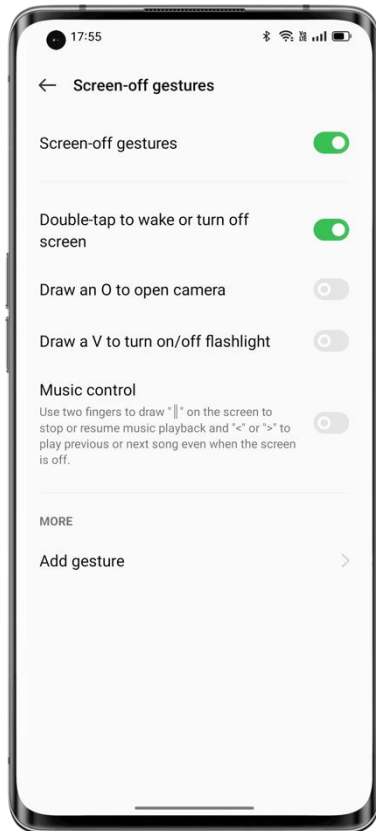 17:55
Screen-off gestures
Screen-off gestures
Double-tap to wake or turn off
screen
Draw an O to open camera
Draw a V to turn on/off flashlight
Music control
Use two fingers to draw "║" on the screen to
stop or resume music playback and "<" or ">" to
play previous or next song even when the screen
is off.
MORE
Add gesture